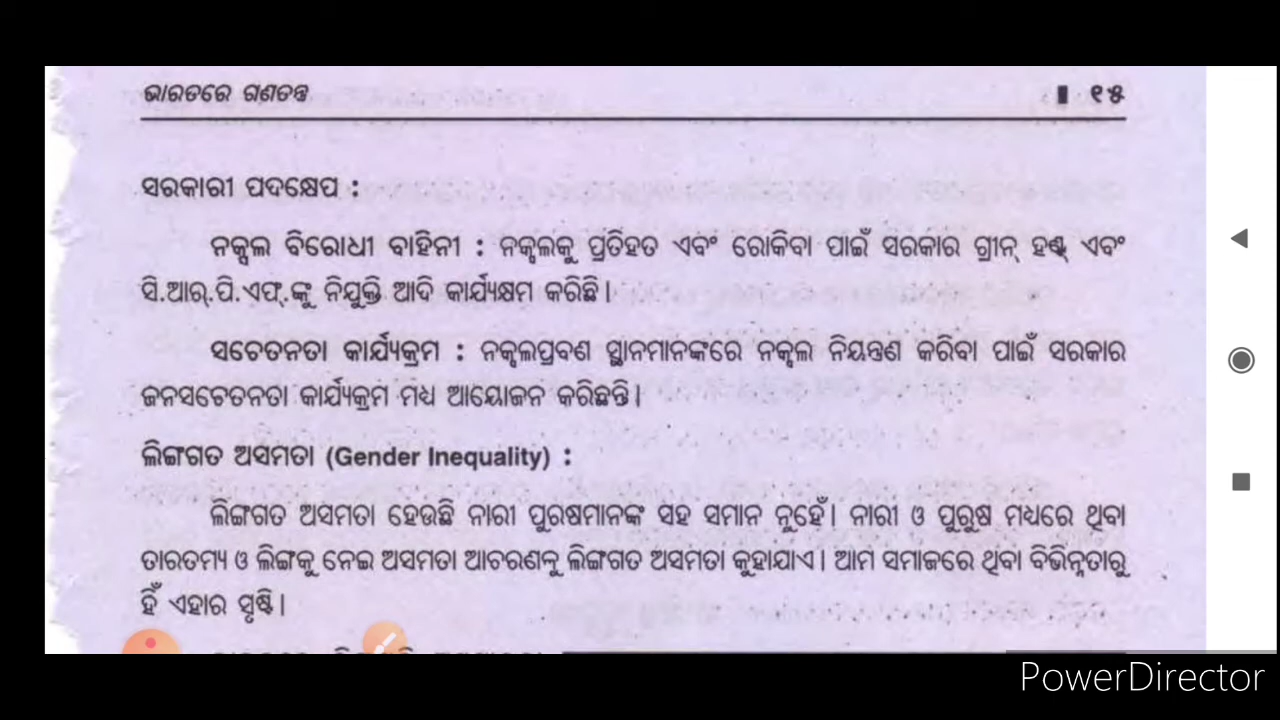 ଭାରତରେ ଗଣତନ୍ତ୍ର ୧୫
ସରକାରୀ ପଦକ୍ଷେପ :
ନକ୍ସଲ ବିରୋଧୀ ବାହିନୀ : ନକ୍ସଲକୁ ପ୍ରତିହତ ଏବଂ ରୋକିବା ପାଇଁ ସରକାର ଗ୍ରୀନ୍ ହଣ୍ଟ୍ ଏବଂ
ସି.ଆର୍.ପି.ଏଫ୍.ଙ୍କୁ ନିଯୁକ୍ତି ଆଦି କାର୍ଯ୍ୟକ୍ଷମ କରିଛି।
ସଚେତନତା କାର୍ଯ୍ୟକ୍ରମ : ନକ୍ସଲପ୍ରବଣ ସ୍ଥାନମାନଙ୍କରେ ନକ୍ସଲ ନିୟନ୍ତ୍ରଣ କରିବା ପାଇଁ ସରକାର
ଜନସଚେତନତା କାର୍ଯ୍ୟକ୍ରମ ମଧ୍ୟ ଆୟୋଜନ କରିଛନ୍ତି।
ଲିଙ୍ଗଗତ ଅସମତା (Gender Inequality) :
ଲିଙ୍ଗଗତ ଅସମତା ହେଉଛି ନାରୀ ପୁରଷମାନଙ୍କ ସହ ସମାନ ନୁହେଁ। ନାରୀ ଓ ପୁରୁଷ ମଧ୍ୟରେ ଥିବା
ତାରତମ୍ୟ ଓ ଲିଙ୍ଗକୁ ନେଇ ଅସମତା ଆଚରଣକୁ ଲିଙ୍ଗଗତ ଅସମତା କୁହାଯାଏ। ଆମ ସମାଜରେ ଥିବା ବିଭିନ୍ନତାରୁ
ହିଁ ଏହାର ସୃଷ୍ଟି।
PowerDirector